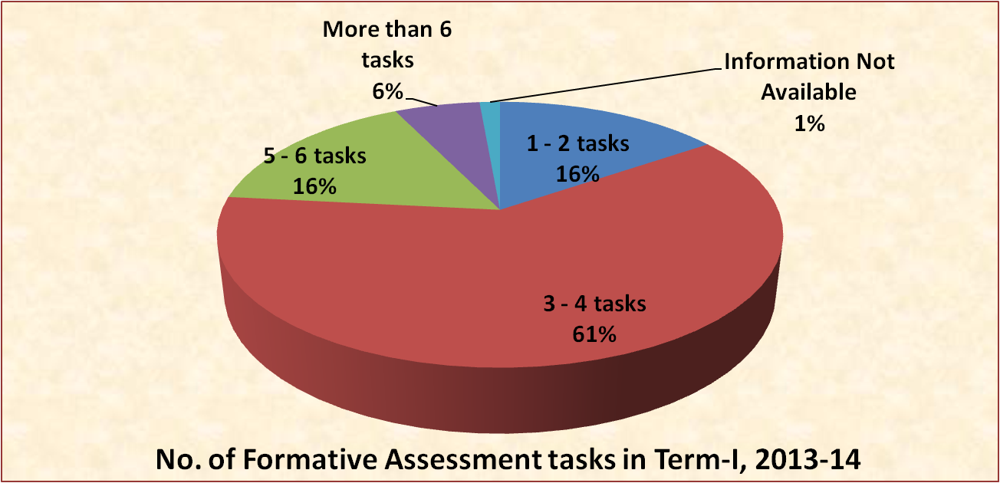 More than 6
tasks
6%
Information Not
Available
1%
1 - 2 tasks
16%
5 - 6 tasks
16%
3 - 4 tasks
61%
No. of Formative Assessment tasks in Term-I, 2013-14